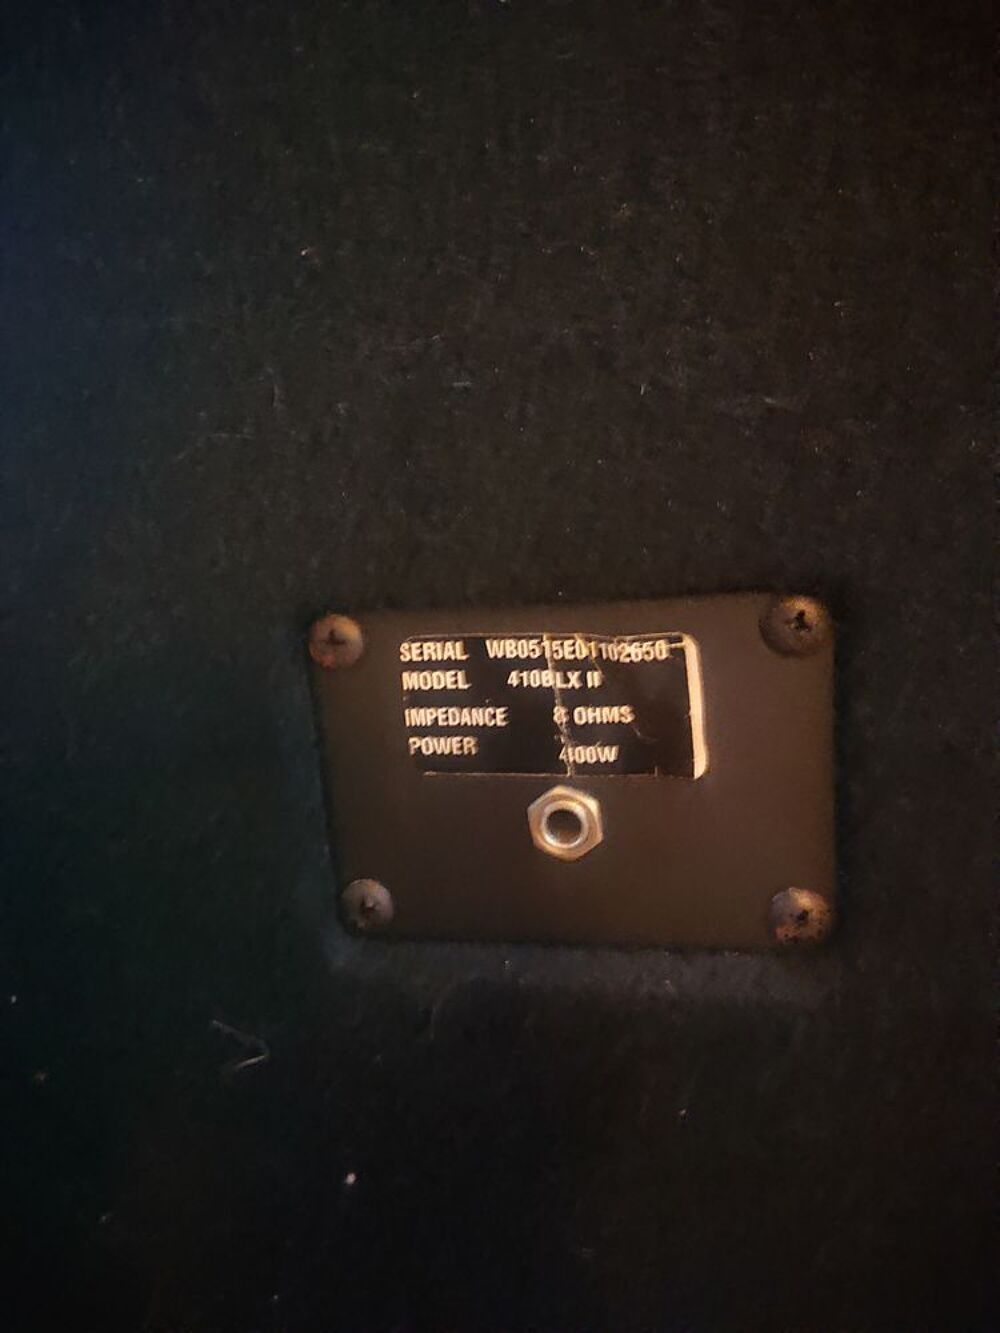 SERIAL WB0515E01102650
MODEL 410BLX II
IMPEDANCE 8 OHMS
POWER 400W